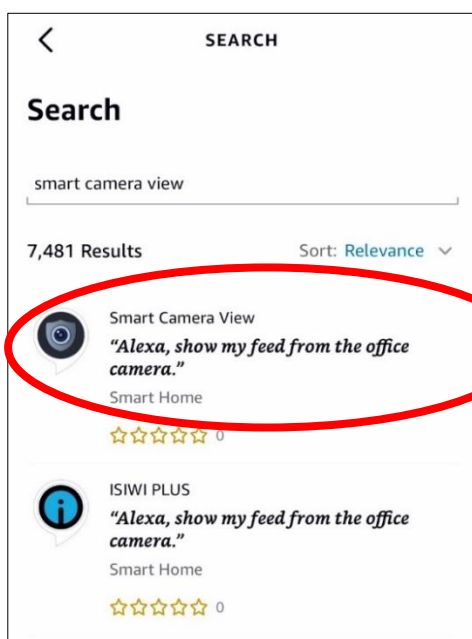 SEARCH
Search
smart camera view
7,481 Results Sort: Relevance
Smart Camera View
“Alexa, show my feed from the office
camera.”
Smart Home
0
ISIWI PLUS
“Alexa, show my feed from the office
camera.”
Smart Home
0